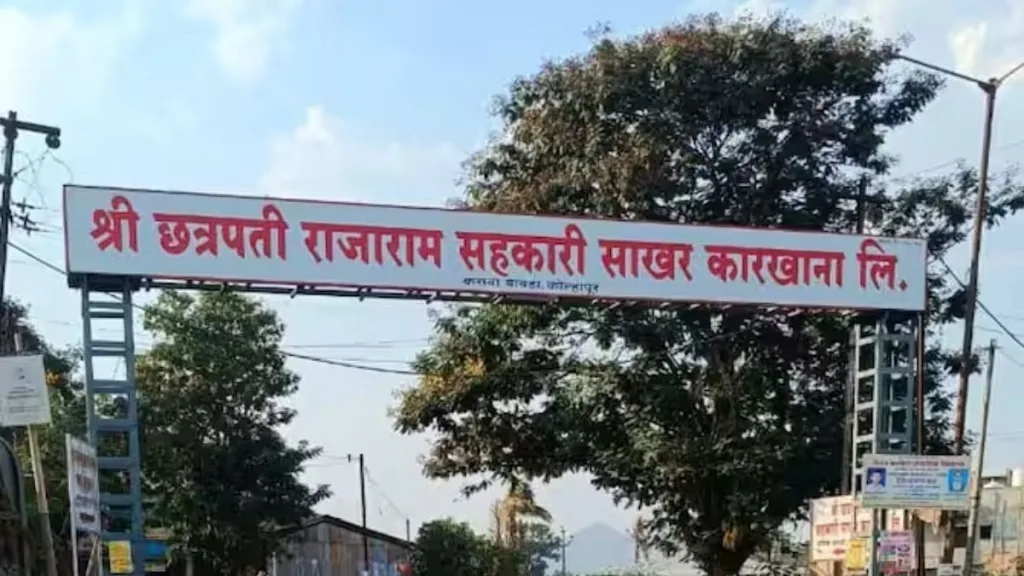 श्री छत्रपती राजाराम सहकारी साखर कारखाना लि.
कसबा बावडा, कोल्हापूर